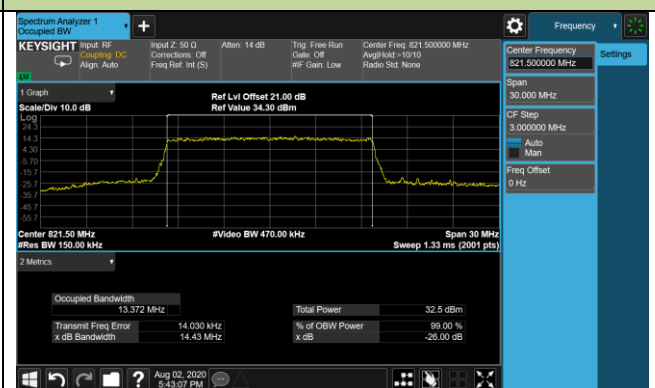 Spectrum Analyzer 1
Occupied BW
+
Frequency
KEYSIGHT
Input: RF
Coupling: DC
Align: Auto
Input Z: 50 Ω
Corrections: Off
Freq Ref: Int (S)
Atten: 14 dB
Trig: Free Run
Gate: Off
#IF Gain: Low
Center Freq: 821.500000 MHz
Avg|Hold:>10/10
Radio Std: None
1 Graph
Scale/Div 10.0 dB
Ref Lvl Offset 21.00 dB
Ref Value 34.30 dBm
Log
24.3
14.3
4.30
-5.70
-15.7
-25.7
-35.7
-45.7
-55.7
Center 821.50 MHz
#Video BW 470.00 kHz
Span 30 MHz
#Res BW 150.00 kHz
Sweep 1.33 ms (2001 pts)
2 Metrics
Occupied Bandwidth
13.372 MHz
Total Power
32.5 dBm
Transmit Freq Error
14.030 kHz
% of OBW Power
99.00 %
x dB Bandwidth
14.43 MHz
x dB
-26.00 dB
Center Frequency
821.500000 MHz
Settings
Span
30.000 MHz
CF Step
3.000000 MHz
Auto
Man
Freq Offset
0 Hz
?
Aug 02, 2020
5:43:07 PM